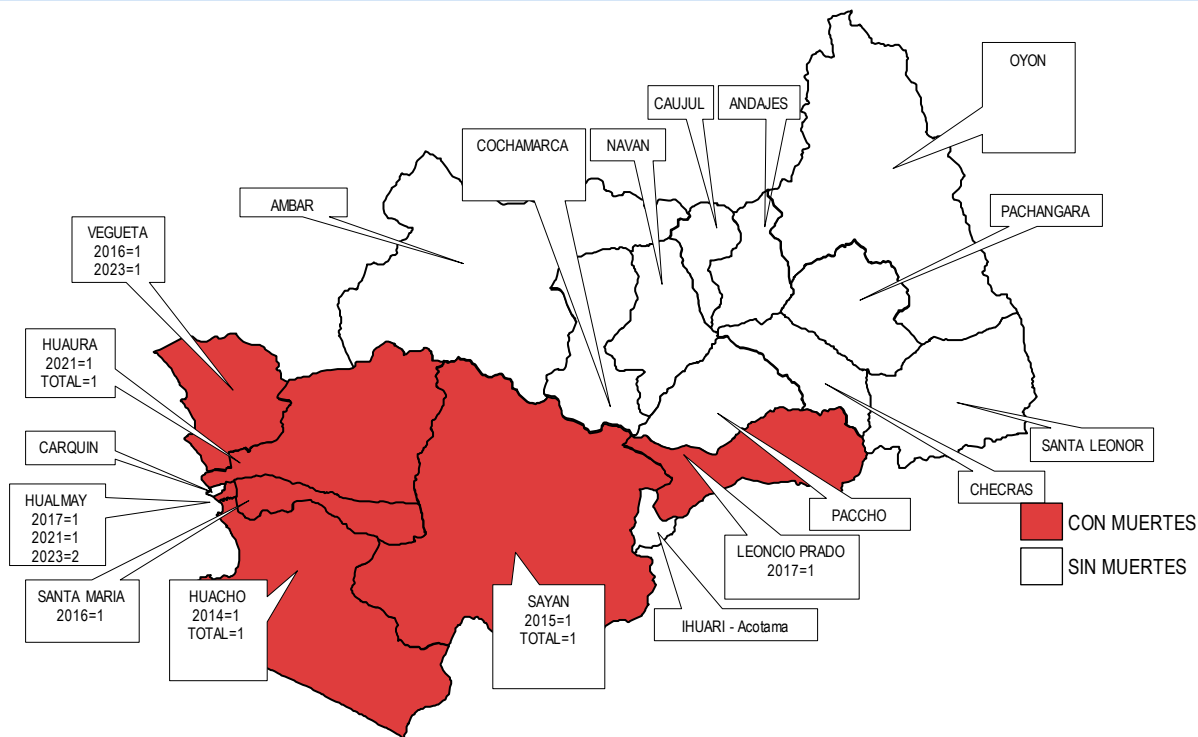 OYON
CAUJUL
ANDAJES
COCHAMARCA
NAVAN
AMBAR
PACHANGARA
VEGUETA
2016=1
2023=1
HUAURA
2021=1
TOTAL=1
CARQUIN
SANTA LEONOR
HUALMAY
2017=1
2021=1
2023=2
CHECRAS
PACCHO
CON MUERTES
LEONCIO PRADO
2017=1
SIN MUERTES
SANTA MARIA
2016=1
HUACHO
2014=1
TOTAL=1
SAYAN
2015=1
TOTAL=1
IHUARI - Acotama